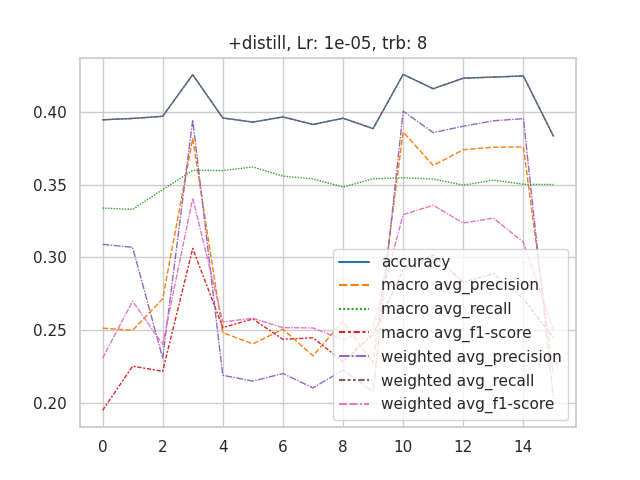 +distill, Lr: 1e-05, trb: 8
0.40
0.35
0.30
0.25
0.20
accuracy
macro avg_precision
macro avg_recall
macro avg_f1-score
weighted avg_precision
weighted avg_recall
weighted avg_f1-score
0 2 4 6 8 10 12 14